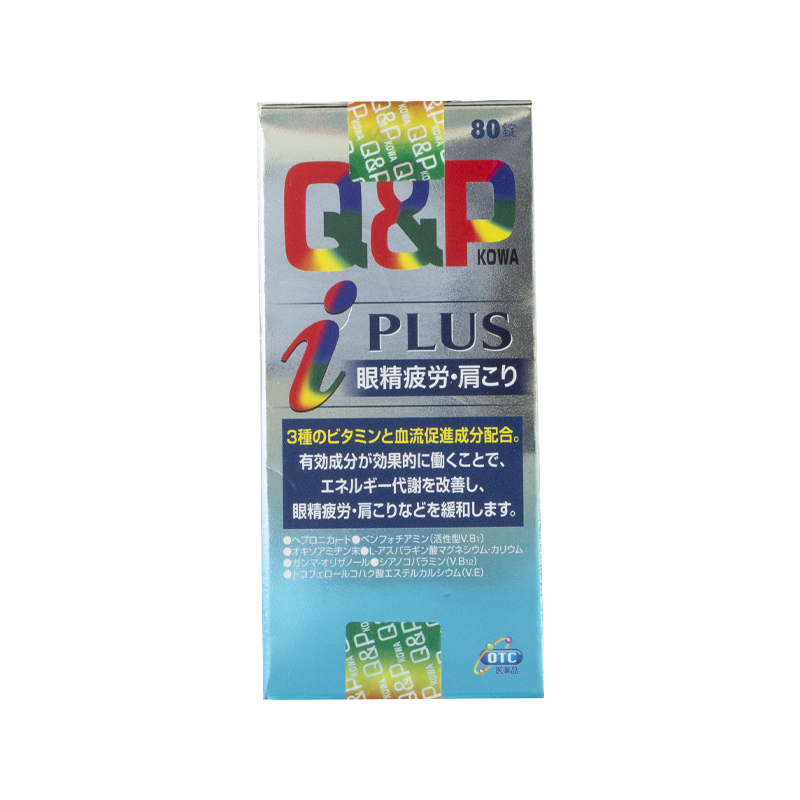 80錠
Q&P
KOWA
i PLUS
眼精疲労・肩こり
3種のビタミンと血流促進成分配合。
有効成分が効果的に働くことで、
エネルギー代謝を改善し、
眼精疲労・肩こりなどを緩和します。
●ヘプロニカート●ベンフォチアミン(活性型V.B1)
●オキソアミヂン末●L-アスパラギン酸マグネシウム・カリウム
●ガンマ-オリザノール●シアノコバラミン(V.B12)
●トコフェロールコハク酸エステルカルシウム(V.E)
Q&P KOWA
OTC
医薬品